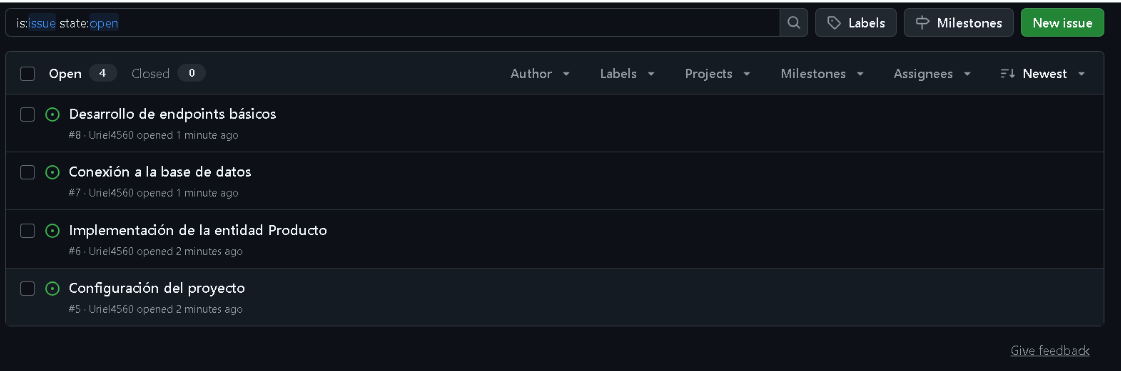 is:issue state:open
Labels
Milestones
New issue
Open 4 Closed 0 Author Labels Projects Milestones Assignees Newest
Desarrollo de endpoints básicos
#8 · Uriel4560 opened 1 minute ago
Conexión a la base de datos
#7 · Uriel4560 opened 1 minute ago
Implementación de la entidad Producto
#6 · Uriel4560 opened 2 minutes ago
Configuración del proyecto
#5 · Uriel4560 opened 2 minutes ago
Give feedback